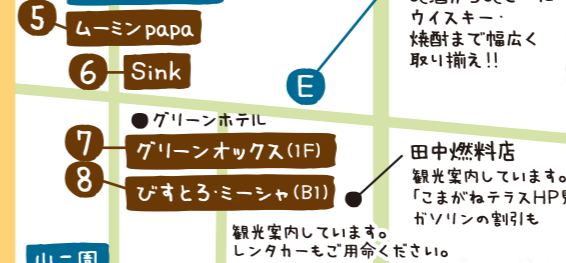 ウイスキー・
焼酎まで幅広く
取り揃え!!
5 ムーミンpapa
6 Sink
E
●グリーンホテル
7 グリーンオックス(1F)
8 びすとろ・ミーシャ(B1)
田中燃料店
観光案内しています。
「こまがねテラスHP
ガソリンの割引も
観光案内しています。
レンタカーもご用命ください。